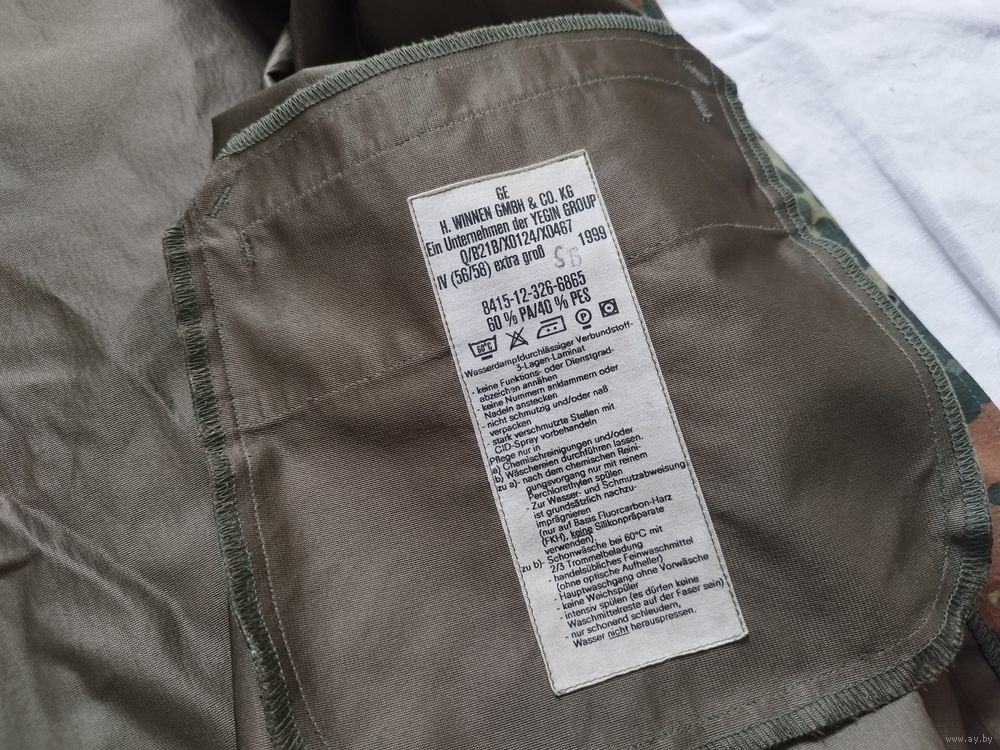 GE
H. WINNEN GMBH & CO. KG
Ein Unternehmen der YEGIN GROUP
Q/B21B/X0124/X0467
IV (56/58) extra groß SB 1999
8415-12-326-6865
60 % PA/40 % PES
60°C P
Wasserdampfdurchlässiger Verbundstoff-
3-Lagen-Laminat
- keine Funktions- oder Dienstgrad-
abzeichen annähen
- keine Nummern anklammern oder
Nadeln anstecken
- nicht schmutzig und/oder naß
verpacken
- stark verschmutzte Stellen mit
CID-Spray vorbehandeln
Pflege nur in
a) Chemischreinigungen und/oder
b) Wäschereien durchführen lassen.
zu a)- nach dem chemischen Reini-
gungsvorgang nur mit reinem
Perchlorethylen spülen
- Zur Wasser- und Schmutzabweisung
ist grundsätzlich nachzu-
imprägnieren
(nur auf Basis Fluorcarbon-Harz
(FKH), keine Silikonpräparate
verwenden).
zu b)- Schonwäsche bei 60°C mit
2/3 Trommelbeladung
- handelsübliches Feinwaschmittel
(ohne optische Aufheller)
- Hauptwaschgang ohne Vorwäsche
- keine Weichspüler
- intensiv spülen (es dürfen keine
Waschmittelreste auf der Faser sein)
- nur schonend schleudern,
Wasser nicht herauspressen.
www.ay.by